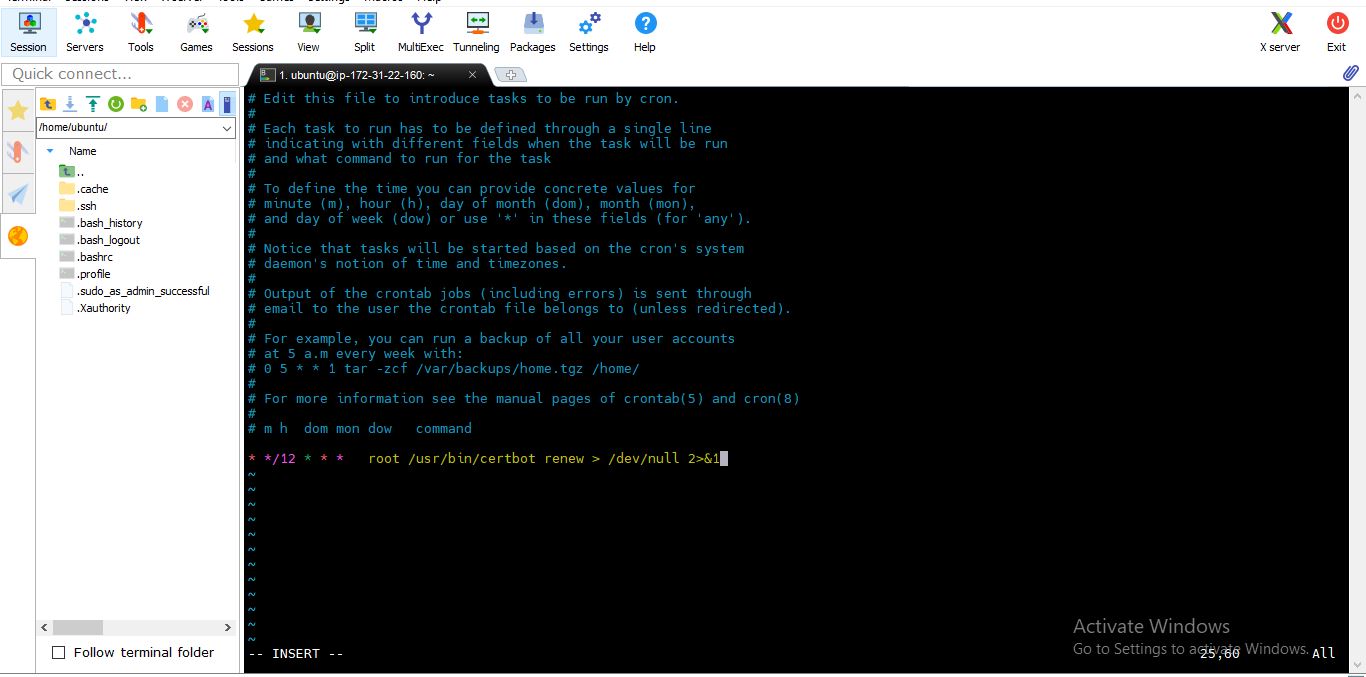 Session
Servers
Tools
Games
Sessions
View
Split
MultiExec
Tunneling
Packages
Settings
Help
X server
Exit
Quick connect...
1. ubuntu@ip-172-31-22-160: ~
/home/ubuntu/
Name
..
.cache
.ssh
.bash_history
.bash_logout
.bashrc
.profile
.sudo_as_admin_successful
.Xauthority
Follow terminal folder
# Edit this file to introduce tasks to be run by cron.
#
# Each task to run has to be defined through a single line
# indicating with different fields when the task will be run
# and what command to run for the task
#
# To define the time you can provide concrete values for
# minute (m), hour (h), day of month (dom), month (mon),
# and day of week (dow) or use '*' in these fields (for 'any').
#
# Notice that tasks will be started based on the cron's system
# daemon's notion of time and timezones.
#
# Output of the crontab jobs (including errors) is sent through
# email to the user the crontab file belongs to (unless redirected).
#
# For example, you can run a backup of all your user accounts
# at 5 a.m every week with:
# 0 5 * * 1 tar -zcf /var/backups/home.tgz /home/
#
# For more information see the manual pages of crontab(5) and cron(8)
#
# m h  dom mon dow   command
* */12 * * *   root /usr/bin/certbot renew > /dev/null 2>&1
~
~
~
~
~
~
~
~
~
~
~
~
-- INSERT --
25,60
All
Activate Windows
Go to Settings to activate Windows.